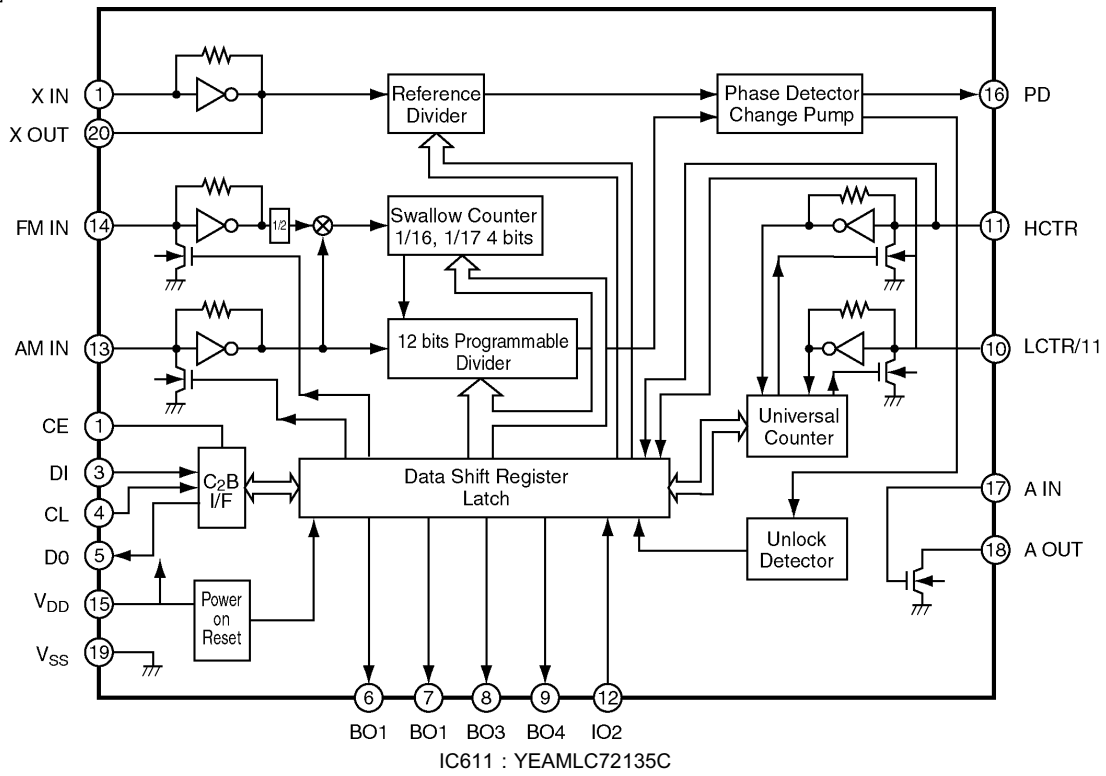 X IN
1
X OUT
20
Reference
Divider
Phase Detector
Change Pump
16
PD
FM IN
14
1/2
Swallow Counter
1/16, 1/17 4 bits
11
HCTR
AM IN
13
12 bits Programmable
Divider
10
LCTR/11
CE
1
Universal
Counter
DI
3
C2B
I/F
Data Shift Register
Latch
CL
4
17
A IN
D0
5
Unlock
Detector
18
A OUT
VDD
15
Power
on
Reset
VSS
19
6
7
8
9
12
BO1
BO1
BO3
BO4
IO2
IC611 : YEAMLC72135C